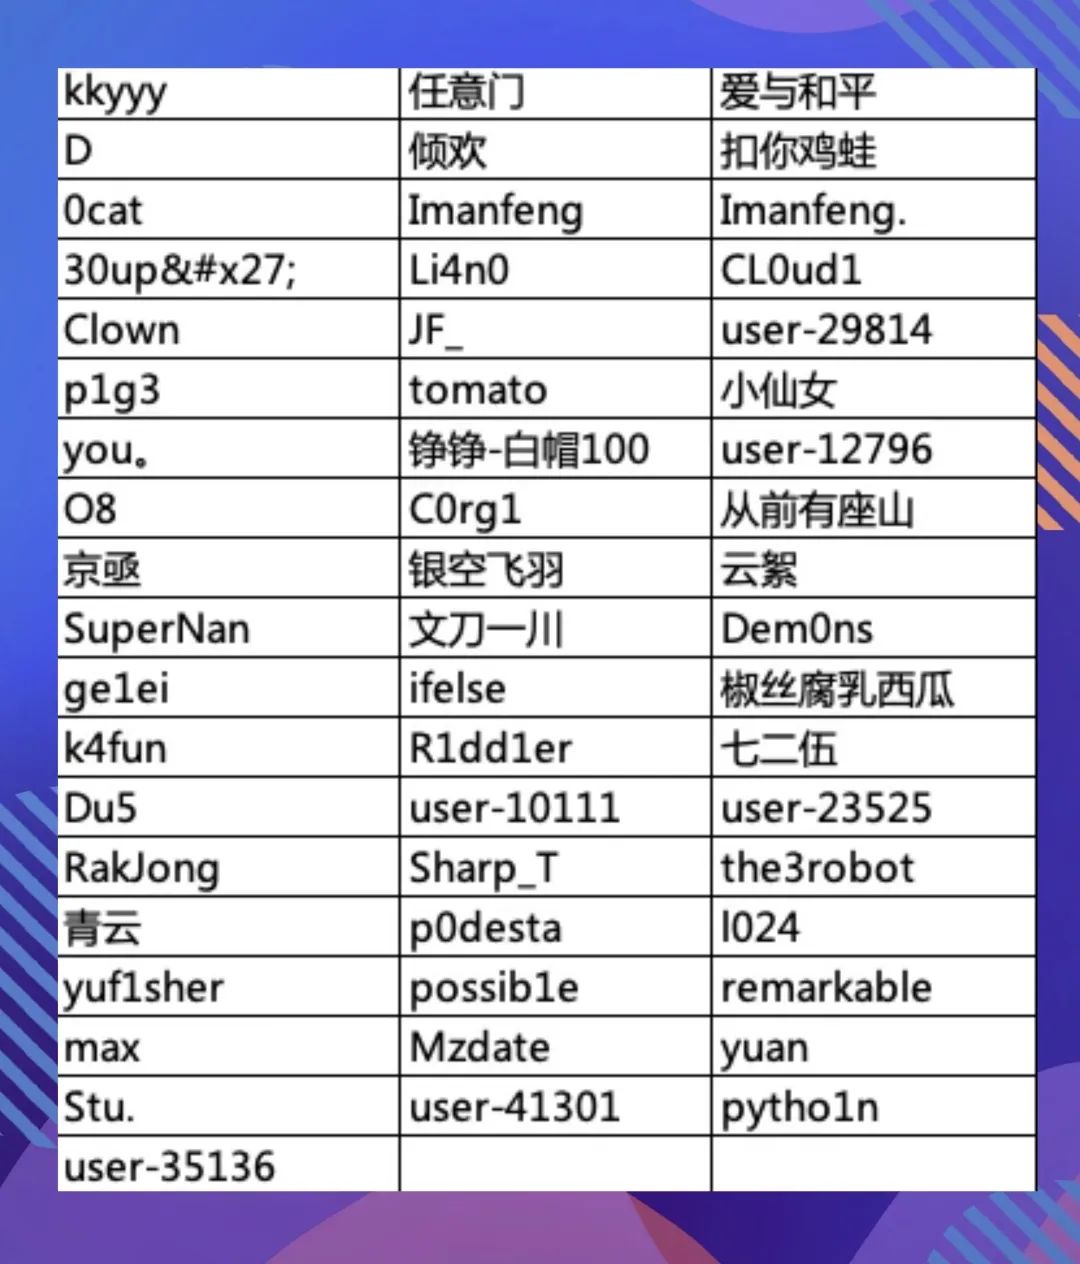 kkyyy 任意门 爱与和平
D 倾欢 扣你鸡蛙
0cat Imanfeng Imanfeng.
30up&#x27; Li4n0 CL0ud1
Clown JF_ user-29814
p1g3 tomato 小仙女
you。 铮铮-白帽100 user-12796
O8 C0rg1 从前有座山
京亟 银空飞羽 云絮
SuperNan 文刀一川 Dem0ns
ge1ei ifelse 椒丝腐乳西瓜
k4fun R1dd1er 七二伍
Du5 user-10111 user-23525
RakJong Sharp_T the3robot
青云 p0desta l024
yuf1sher possib1e remarkable
max Mzdate yuan
Stu. user-41301 pytho1n
user-35136